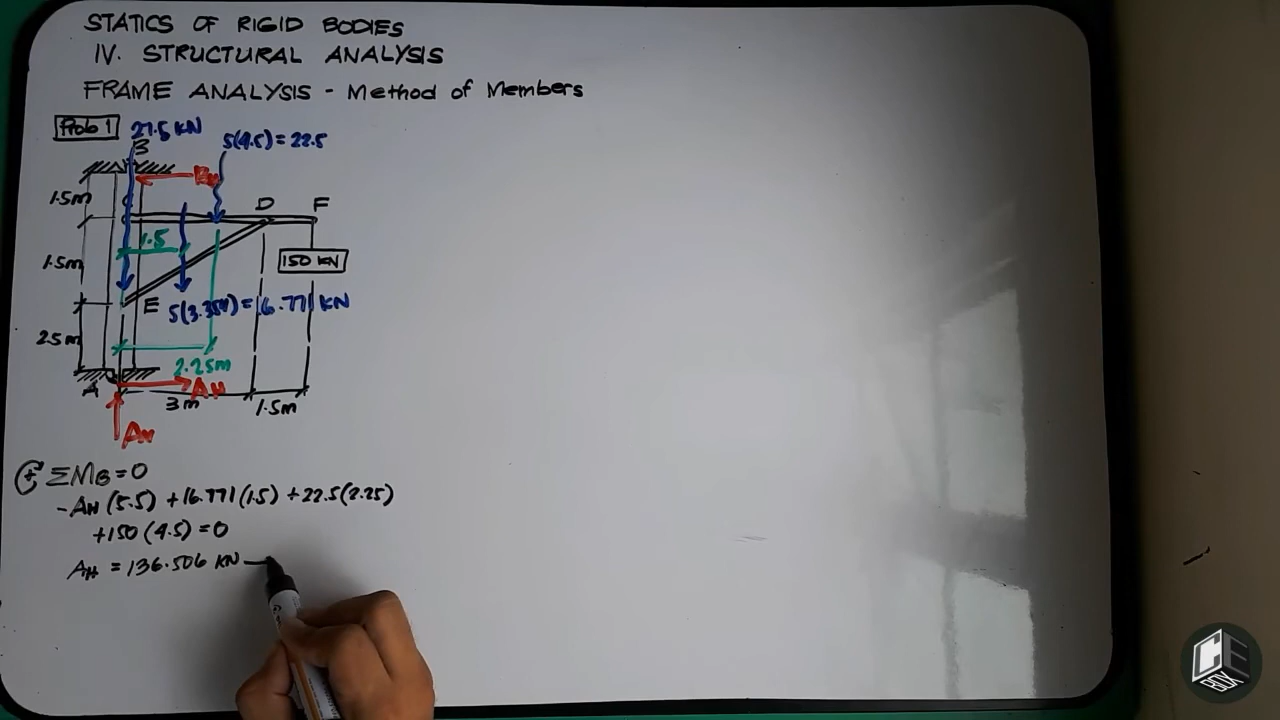 STATICS OF RIGID BODIES
IV. STRUCTURAL ANALYSIS
FRAME ANALYSIS - Method of Members
Prob 1
27.5 KN
5(4.5) = 22.5
B
1.5m
D F
1.5
1.5m
150 KN
E
5(3.354) = 16.771 KN
2.5m
2.25m
A
AH
3m
1.5m
+ ΣMB = 0
-AH (5.5) + 16.771 (1.5) + 22.5 (2.25)
+150 (4.5) = 0
AH = 136.506 KN
CE
BOX